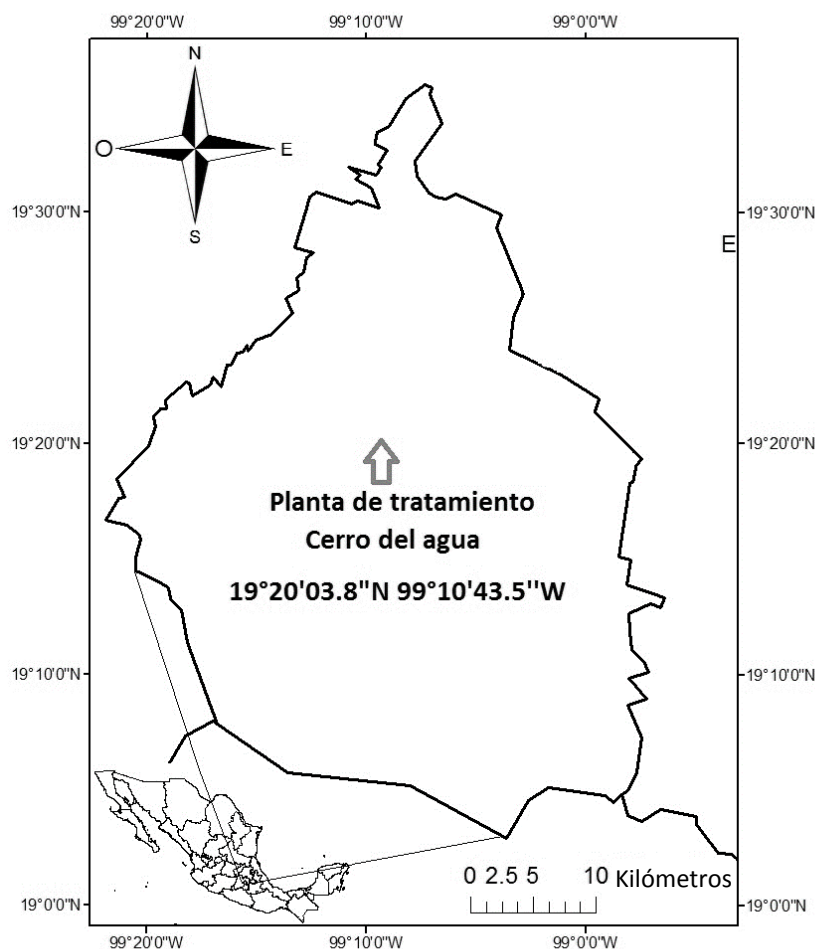 99°20'0"W 99°10'0"W 99°0'0"W
N
O E
S
19°30'0"N 19°30'0"N
E
19°20'0"N 19°20'0"N
Planta de tratamiento
Cerro del agua
19°20'03.8"N 99°10'43.5''W
19°10'0"N 19°10'0"N
0 2.5 5 10 Kilómetros
19°0'0"N 19°0'0"N
99°20'0"W 99°10'0"W 99°0'0"W